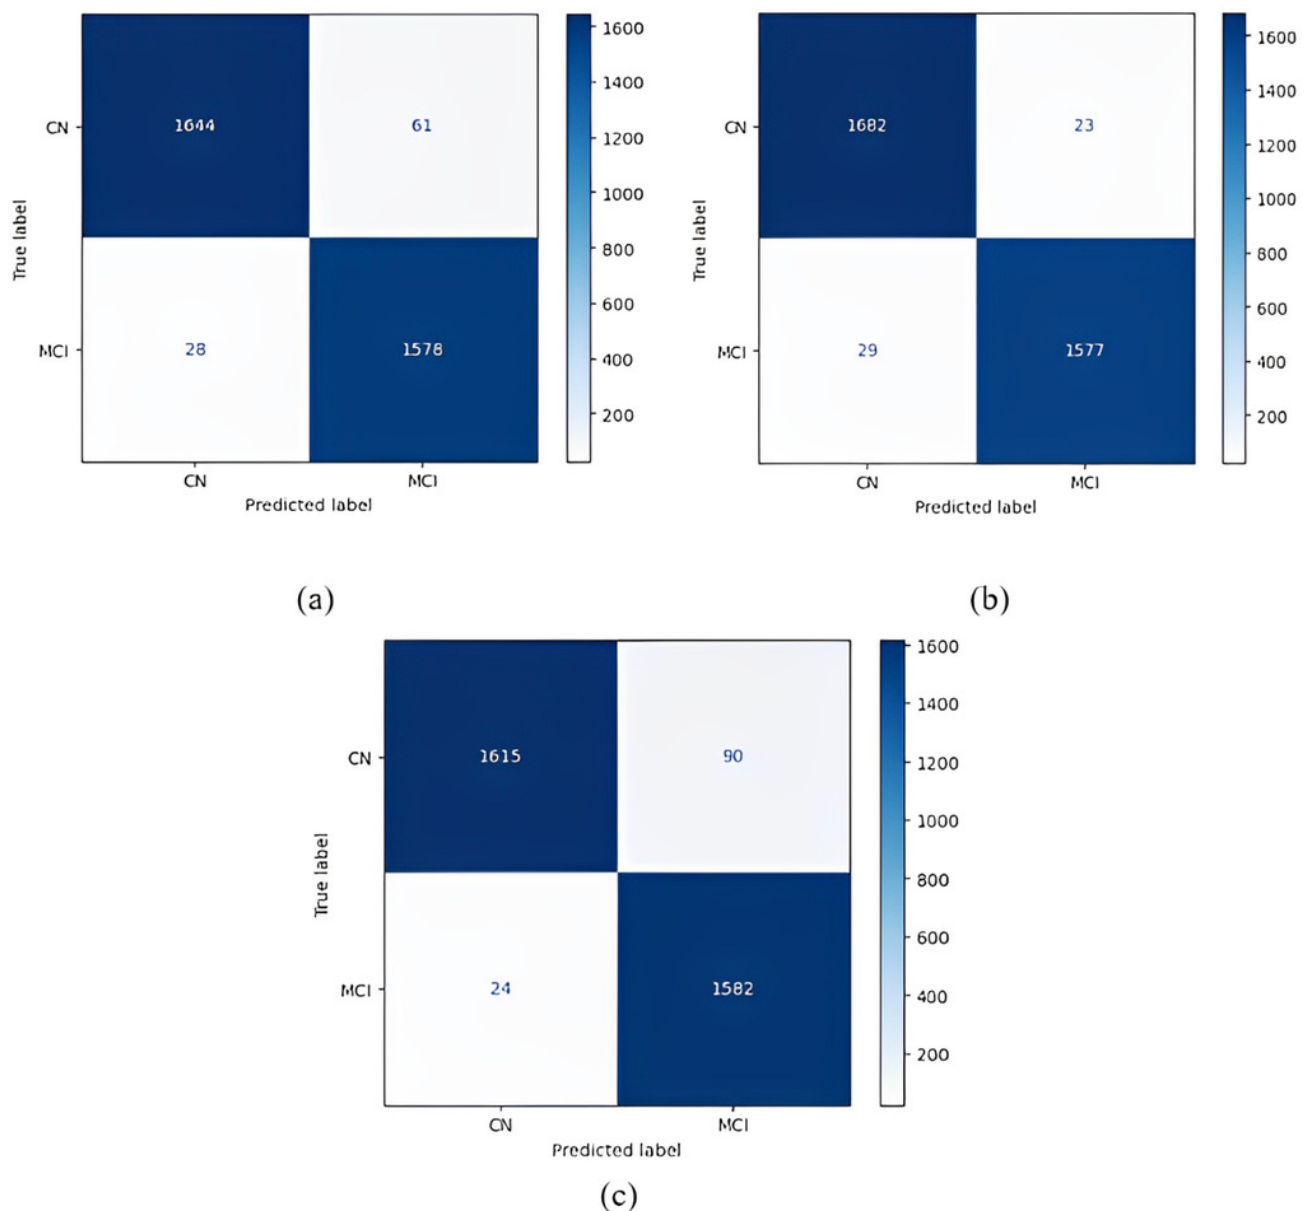 1600
1400
1200
1000
800
600
400
200
CN
1644
61
MCI
28
1578
True label
CN
MCI
Predicted label
(a)
1600
1400
1200
1000
800
600
400
200
CN
1682
23
MCI
29
1577
True label
CN
MCI
Predicted label
(b)
1600
1400
1200
1000
800
600
400
200
CN
1615
90
MCI
24
1582
True label
CN
MCI
Predicted label
(c)